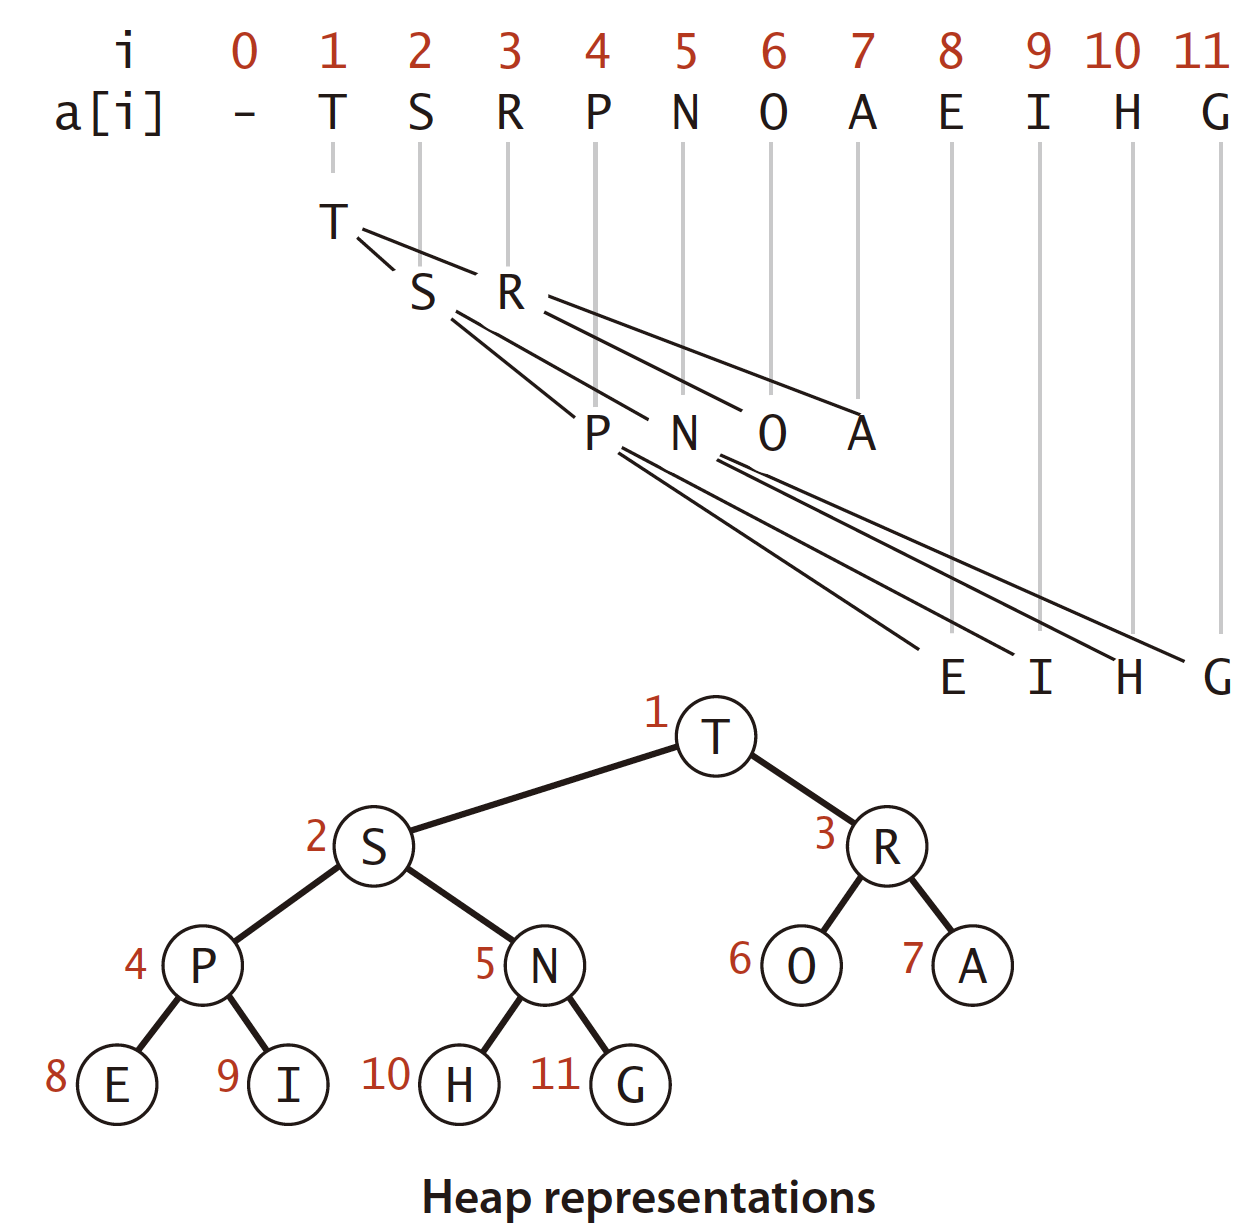 i 0 1 2 3 4 5 6 7 8 9 10 11
a[i] – T S R P N O A E I H G
T
S R
P N O A
E I H G
1 T
2 S 3 R
4 P 5 N 6 O 7 A
8 E 9 I 10 H 11 G
Heap representations